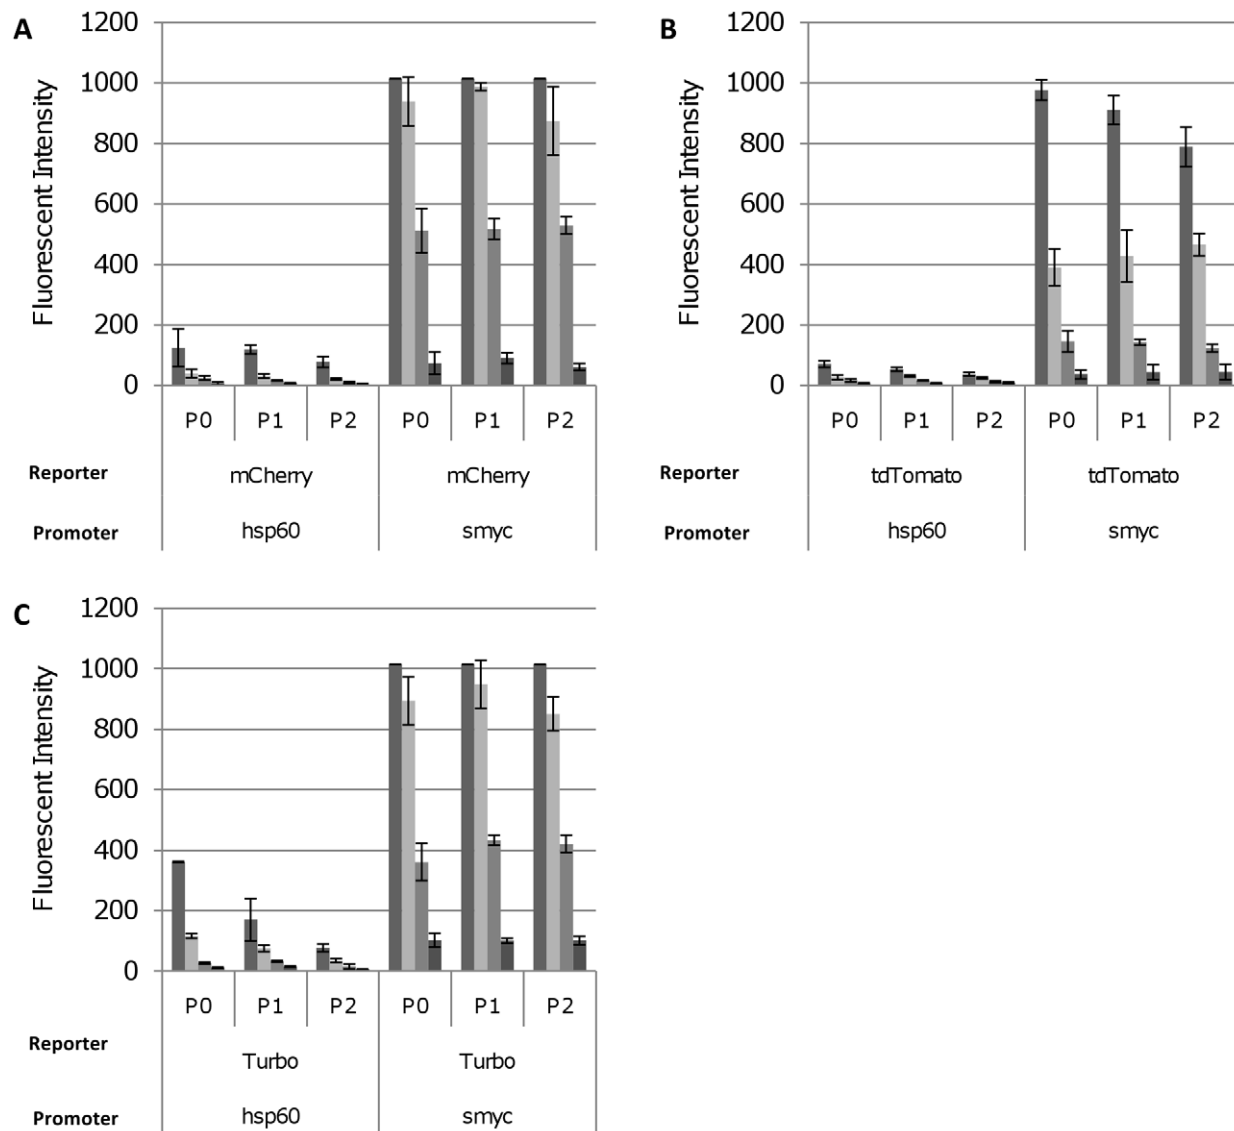 A
Fluorescent Intensity
1200
1000
800
600
400
200
0
P0 P1 P2 P0 P1 P2
Reporter mCherry mCherry
Promoter hsp60 smyc
B
Fluorescent Intensity
1200
1000
800
600
400
200
0
P0 P1 P2 P0 P1 P2
Reporter tdTomato tdTomato
Promoter hsp60 smyc
C
Fluorescent Intensity
1200
1000
800
600
400
200
0
P0 P1 P2 P0 P1 P2
Reporter Turbo Turbo
Promoter hsp60 smyc